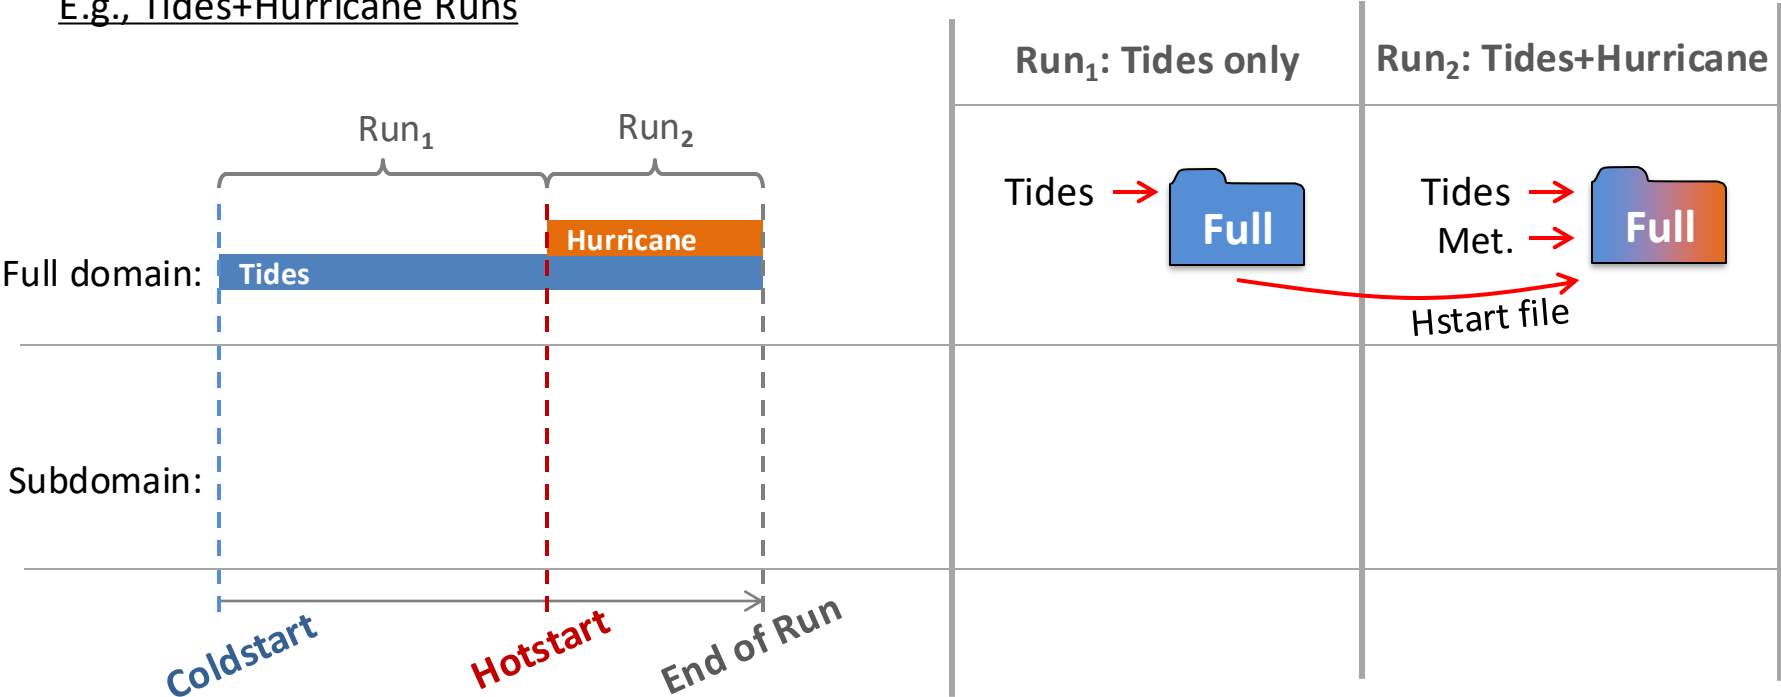 E.g., Tides+Hurricane Runs
Run₁: Tides only
Run₂: Tides+Hurricane
Run₁
Run₂
Tides
Full
Tides
Met.
Full
Hurricane
Full domain:
Tides
Hstart file
Subdomain:
Coldstart
Hotstart
End of Run